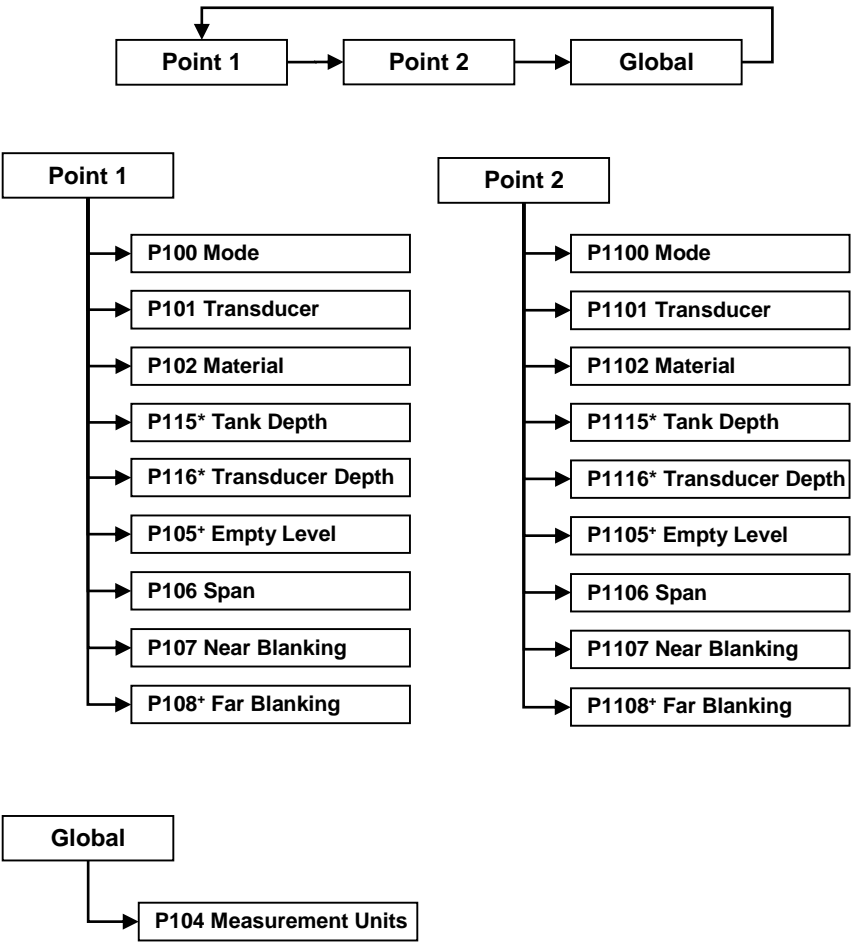 Point 1
Point 2
Global
Point 1
P100 Mode
P101 Transducer
P102 Material
P115* Tank Depth
P116* Transducer Depth
P105⁺ Empty Level
P106 Span
P107 Near Blanking
P108⁺ Far Blanking
Point 2
P1100 Mode
P1101 Transducer
P1102 Material
P1115* Tank Depth
P1116* Transducer Depth
P1105⁺ Empty Level
P1106 Span
P1107 Near Blanking
P1108⁺ Far Blanking
Global
P104 Measurement Units